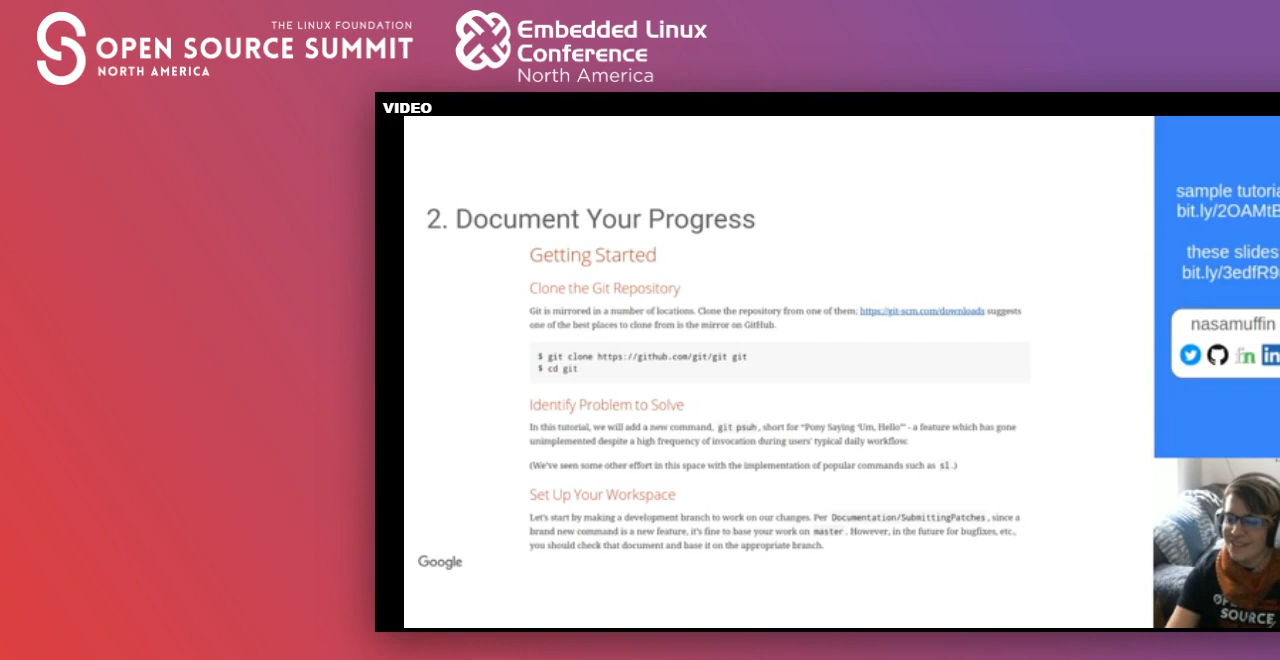 THE LINUX FOUNDATION
OPEN SOURCE SUMMIT
NORTH AMERICA
Embedded Linux
Conference
North America
VIDEO
2. Document Your Progress
Getting Started
Clone the Git Repository
Git is mirrored in a number of locations. Clone the repository from one of them; https://git-scm.com/downloads suggests
one of the best places to clone from is the mirror on GitHub.
$ git clone https://github.com/git/git git
$ cd git
Identify Problem to Solve
In this tutorial, we will add a new command, git psuh, short for “Pony Saying ‘Um, Hello”’ - a feature which has gone
unimplemented despite a high frequency of invocation during users' typical daily workflow.
(We've seen some other effort in this space with the implementation of popular commands such as sl.)
Set Up Your Workspace
Let's start by making a development branch to work on our changes. Per Documentation/SubmittingPatches, since a
brand new command is a new feature, it's fine to base your work on master. However, in the future for bugfixes, etc.,
you should check that document and base it on the appropriate branch.
Google
sample tutoria
bit.ly/2OAMtE
these slides
bit.ly/3edfR9
nasamuffin
fn
in
SOURCE